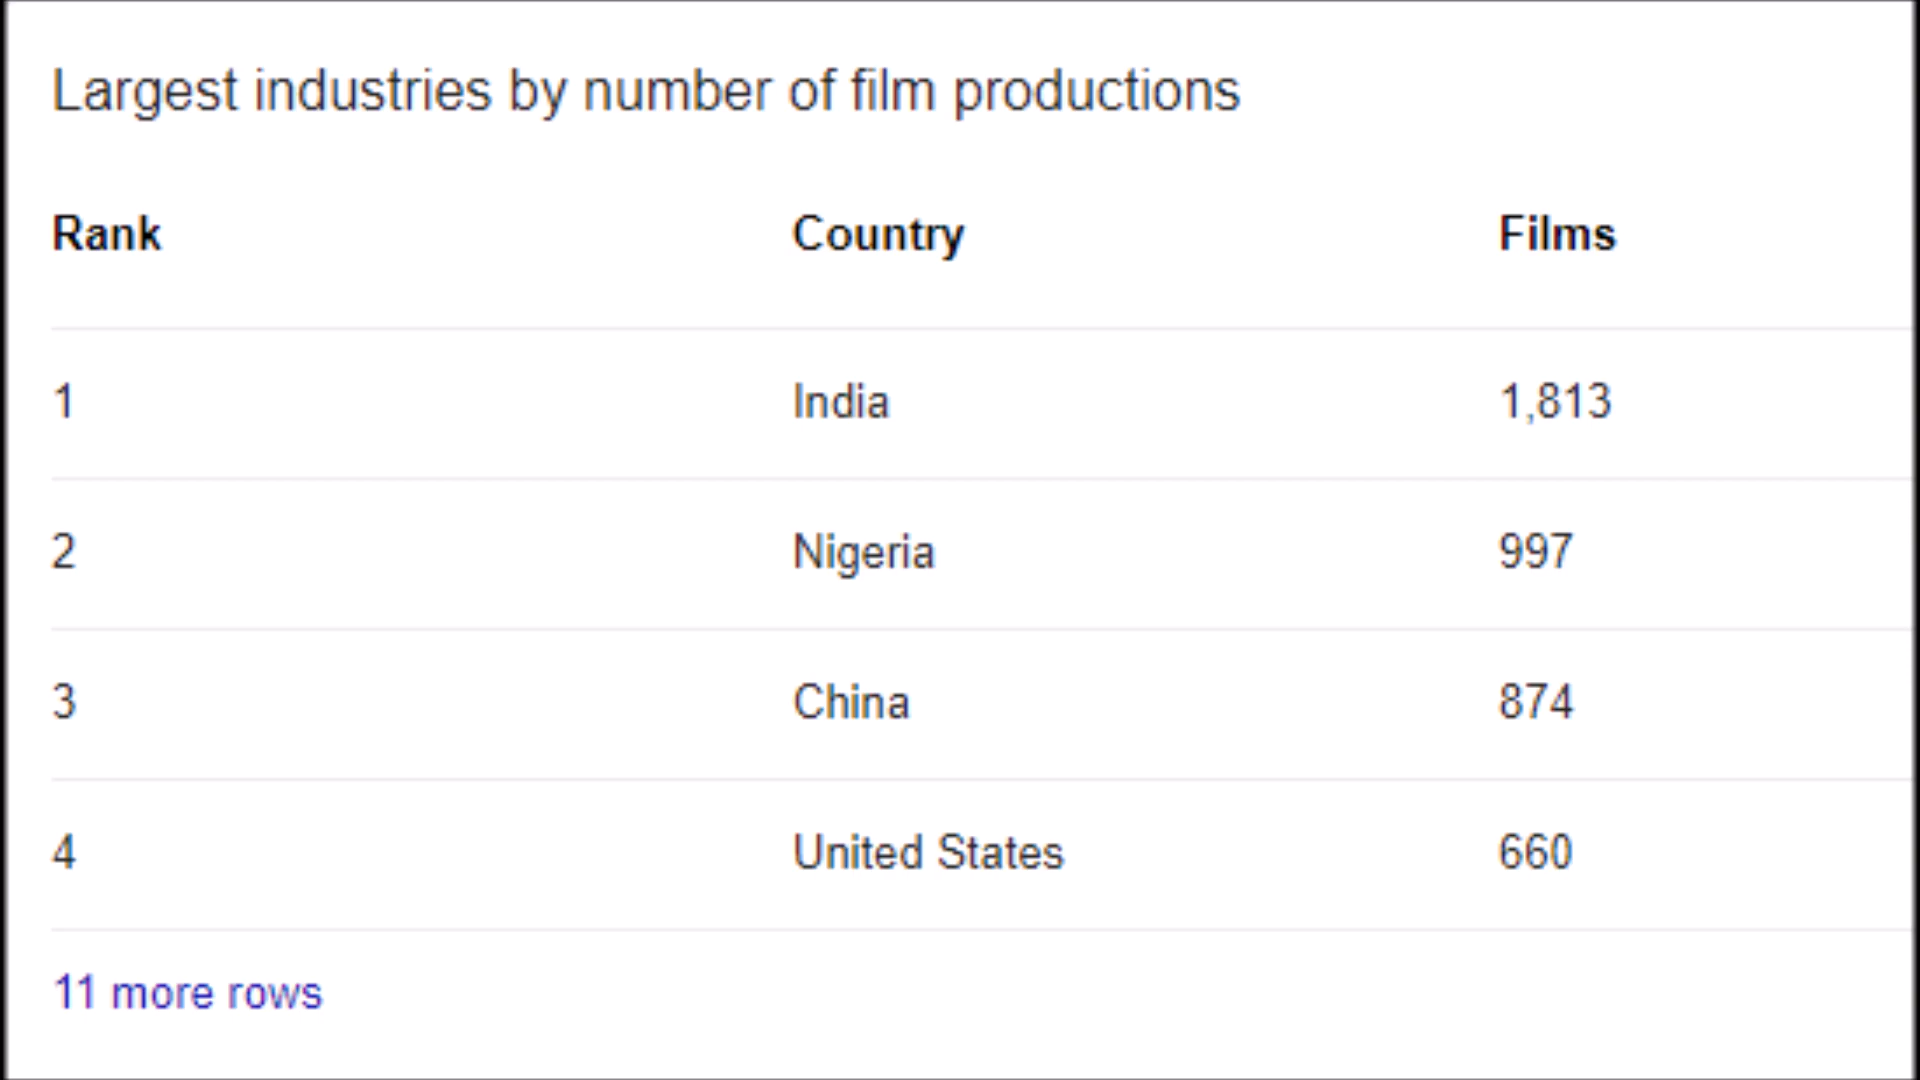 Largest industries by number of film productions
Rank Country Films
1 India 1,813
2 Nigeria 997
3 China 874
4 United States 660
11 more rows